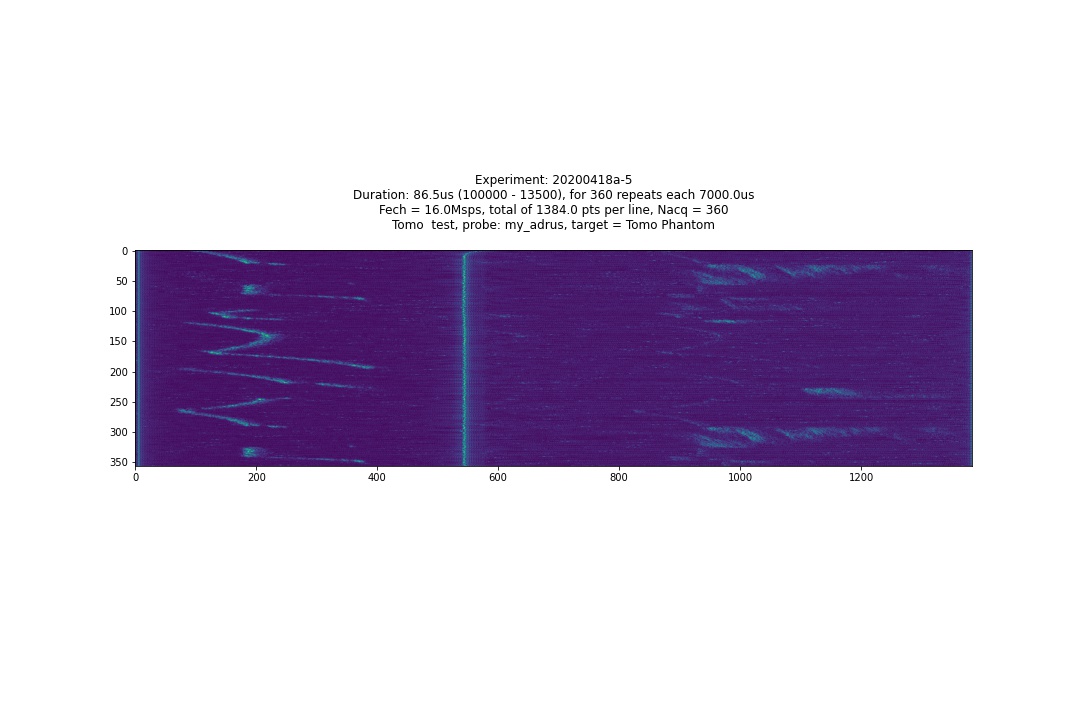 Experiment: 20200418a-5
Duration: 86.5us (100000 - 13500), for 360 repeats each 7000.0us
Fech = 16.0Msps, total of 1384.0 pts per line, Nacq = 360
Tomo  test, probe: my_adrus, target = Tomo Phantom
0
50
100
150
200
250
300
350
0 200 400 600 800 1000 1200